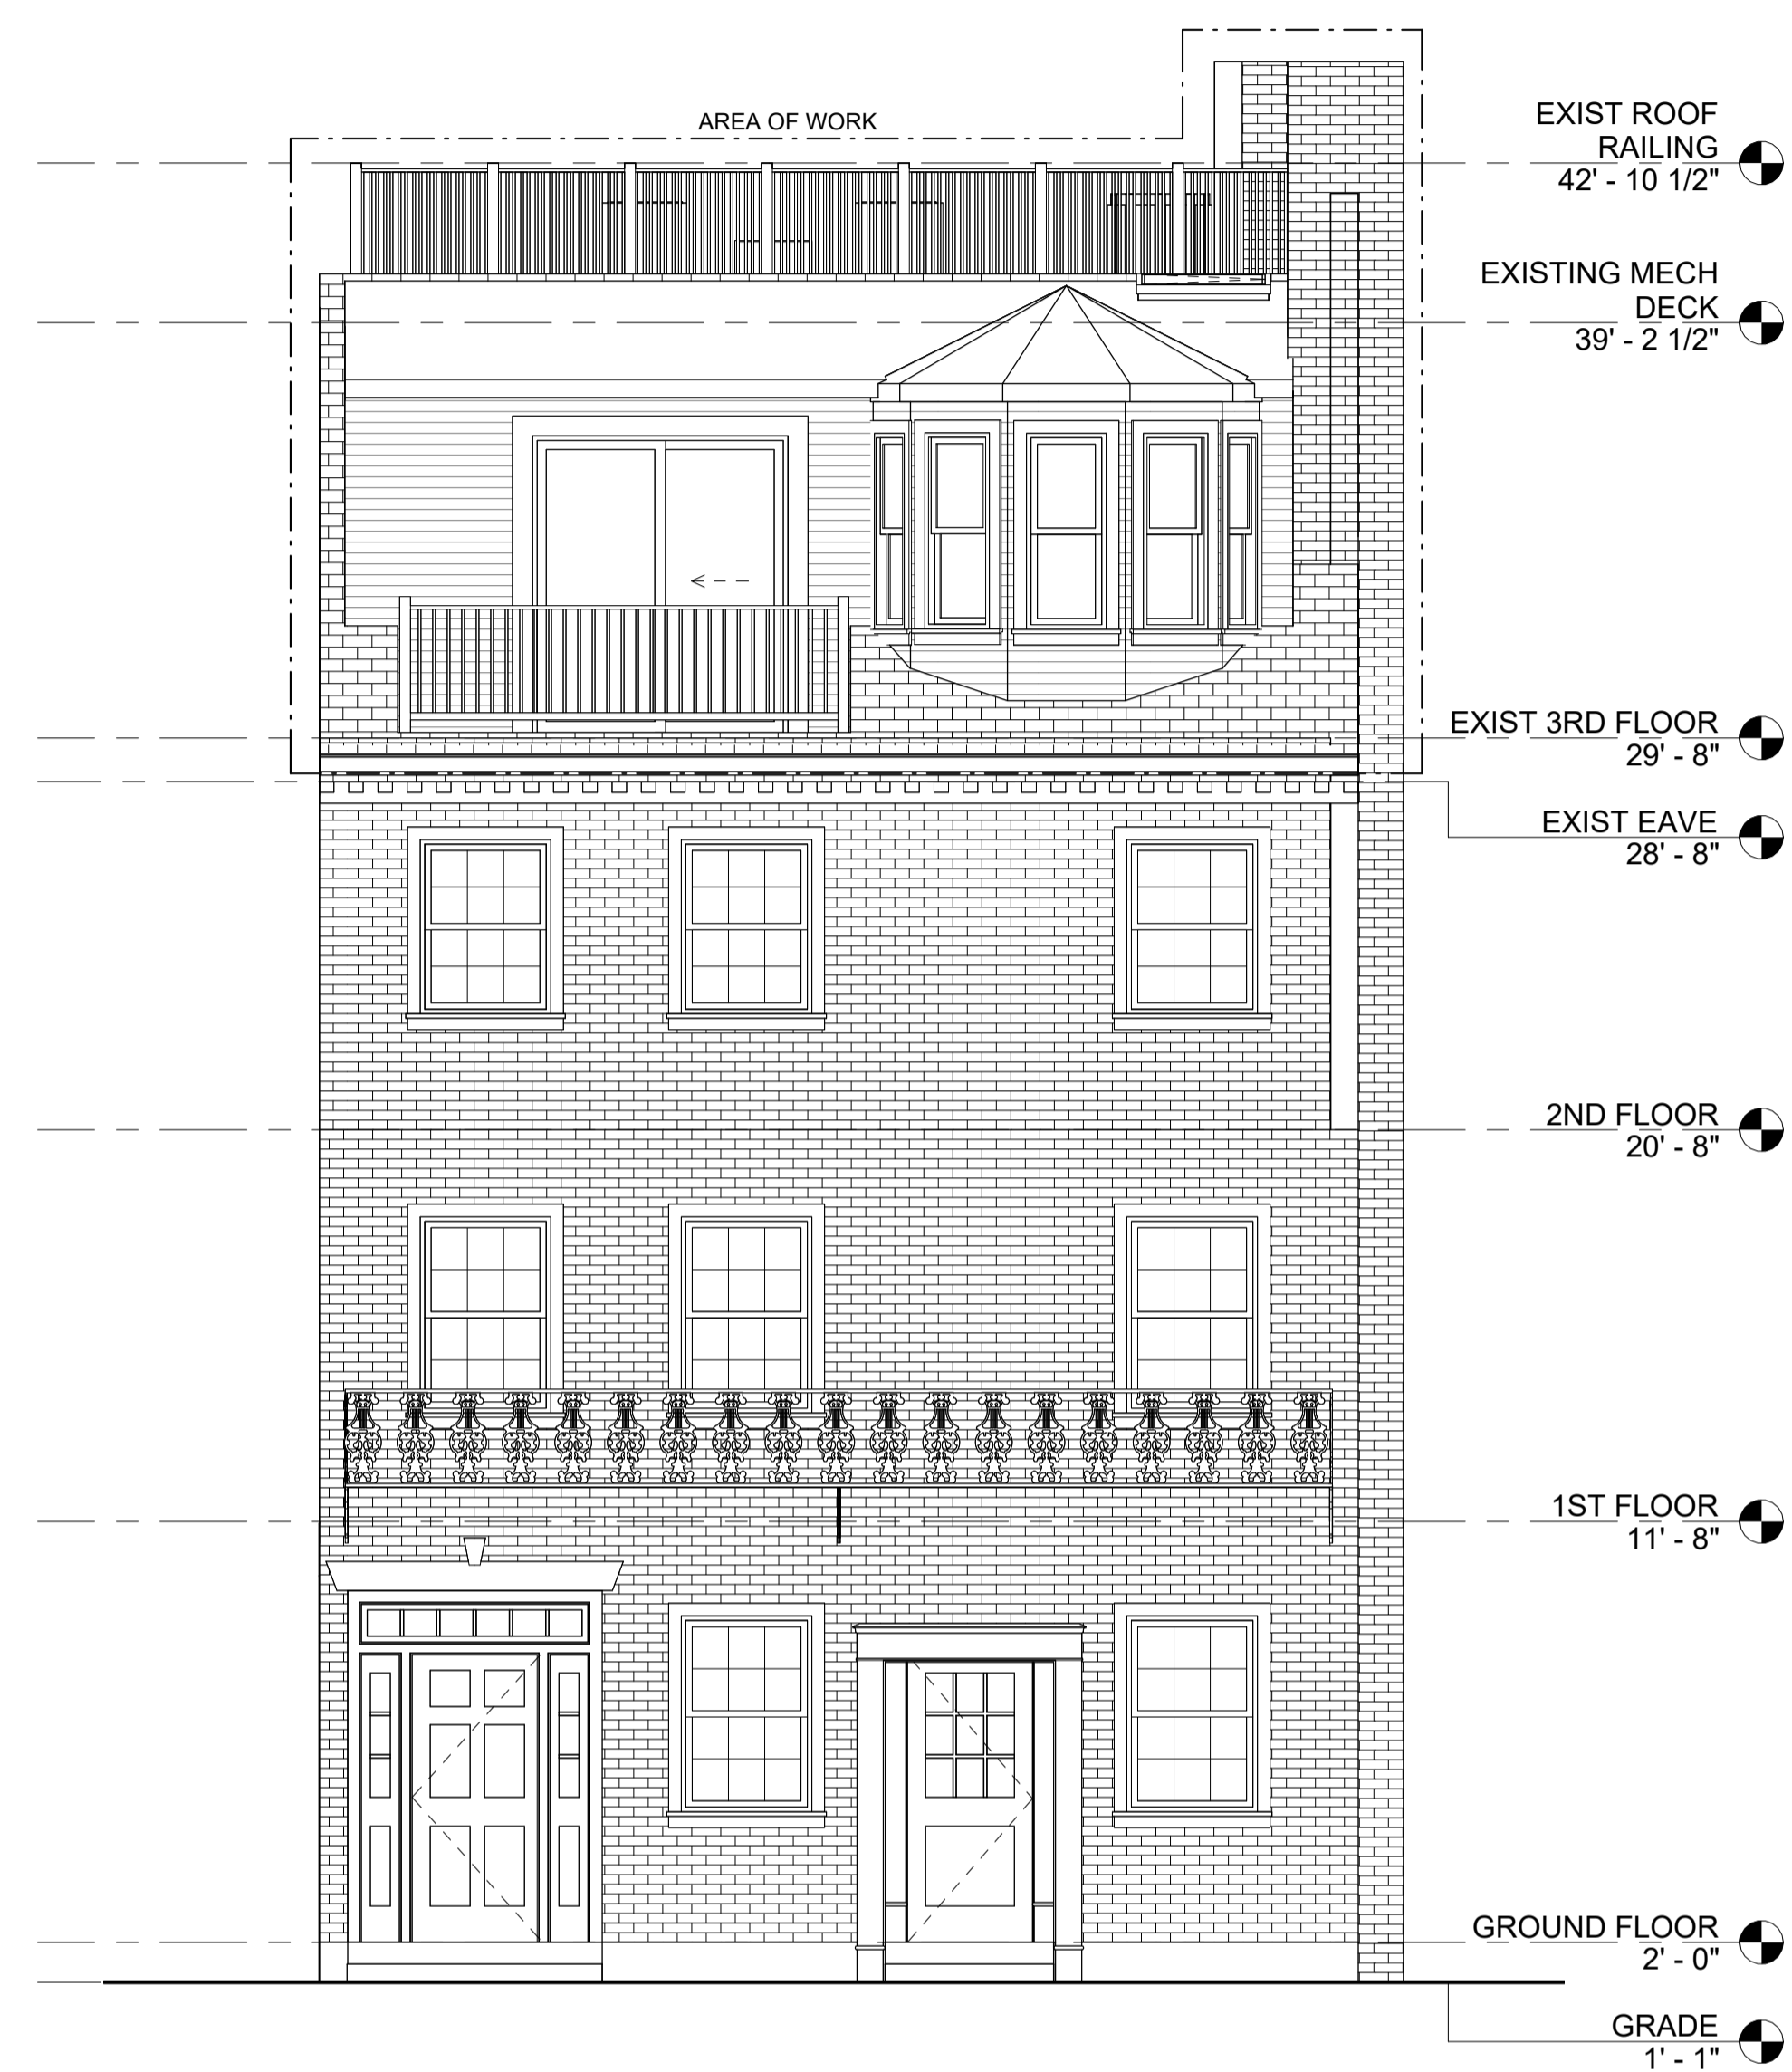 AREA OF WORK
EXIST ROOF
RAILING
42' - 10 1/2"
EXISTING MECH
DECK
39' - 2 1/2"
EXIST 3RD FLOOR
29' - 8"
EXIST EAVE
28' - 8"
2ND FLOOR
20' - 8"
1ST FLOOR
11' - 8"
GROUND FLOOR
2' - 0"
GRADE
1' - 1"